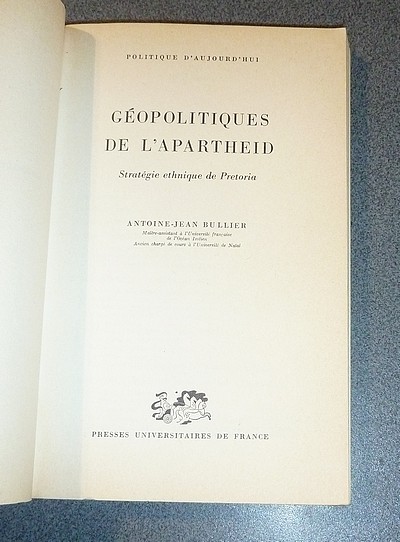 POLITIQUE D'AUJOURD'HUI
GÉOPOLITIQUES
DE L'APARTHEID
Stratégie ethnique de Pretoria
ANTOINE-JEAN BULLIER
Maître-assistant à l'Université française
de l'Océan Indien
Ancien chargé de cours à l'Université de Natal
PRESSES UNIVERSITAIRES DE FRANCE